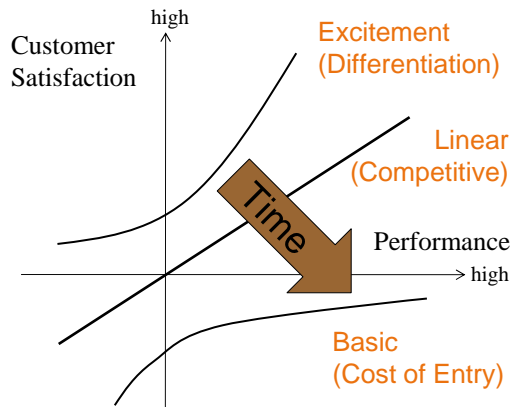 high
Customer
Satisfaction
Excitement
(Differentiation)
Linear
(Competitive)
Time
Performance
high
Basic
(Cost of Entry)